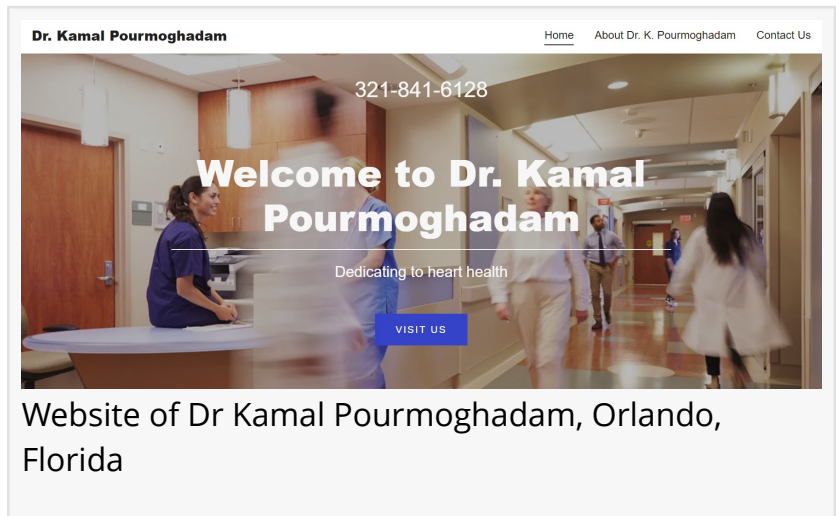 Dr. Kamal Pourmoghadam
Home About Dr. K. Pourmoghadam Contact Us
321-841-6128
Welcome to Dr. Kamal
Pourmoghadam
Dedicating to heart health
VISIT US
Website of Dr Kamal Pourmoghadam, Orlando,
Florida